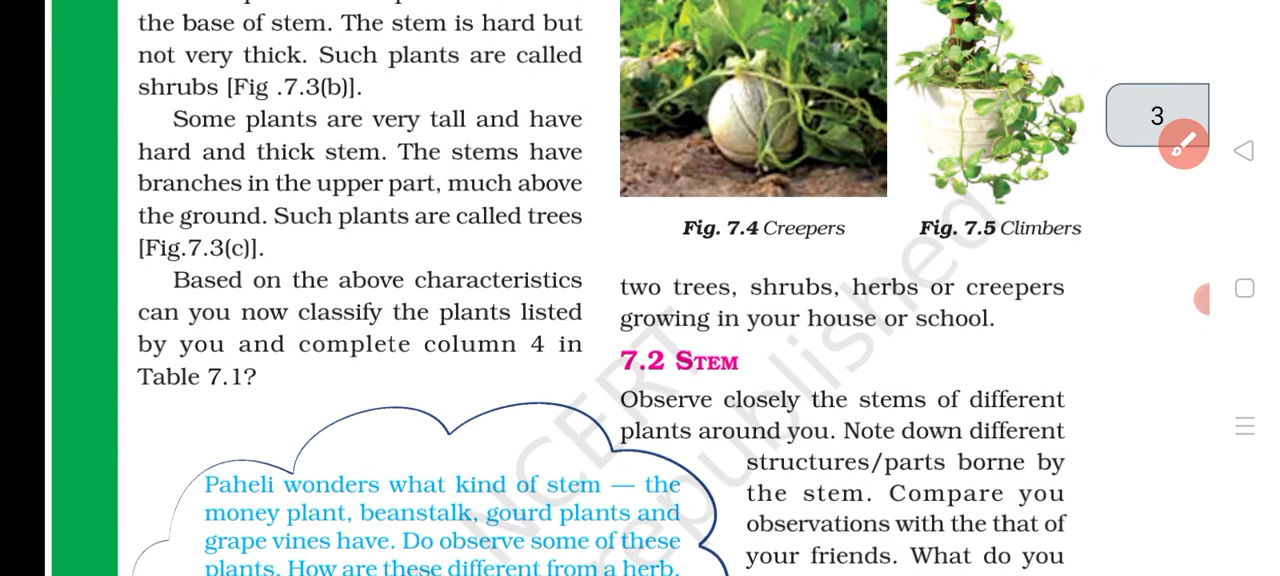 the base of stem. The stem is hard but
not very thick. Such plants are called
shrubs [Fig .7.3(b)].
Some plants are very tall and have
hard and thick stem. The stems have
branches in the upper part, much above
the ground. Such plants are called trees
[Fig.7.3(c)].
Based on the above characteristics
can you now classify the plants listed
by you and complete column 4 in
Table 7.1?
Paheli wonders what kind of stem — the
money plant, beanstalk, gourd plants and
grape vines have. Do observe some of these
plants. How are these different from a herb,
Fig. 7.4 Creepers
Fig. 7.5 Climbers
two trees, shrubs, herbs or creepers
growing in your house or school.
7.2 STEM
Observe closely the stems of different
plants around you. Note down different
structures/parts borne by
the stem. Compare you
observations with the that of
your friends. What do you
3
NCERT
republished